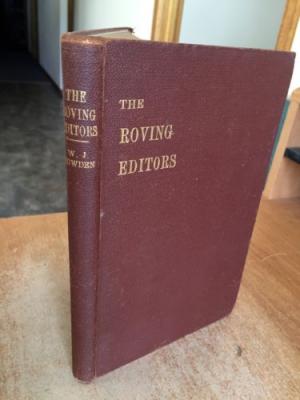 THE
ROVING
EDITORS
W. J.
THE
ROVING
EDITORS